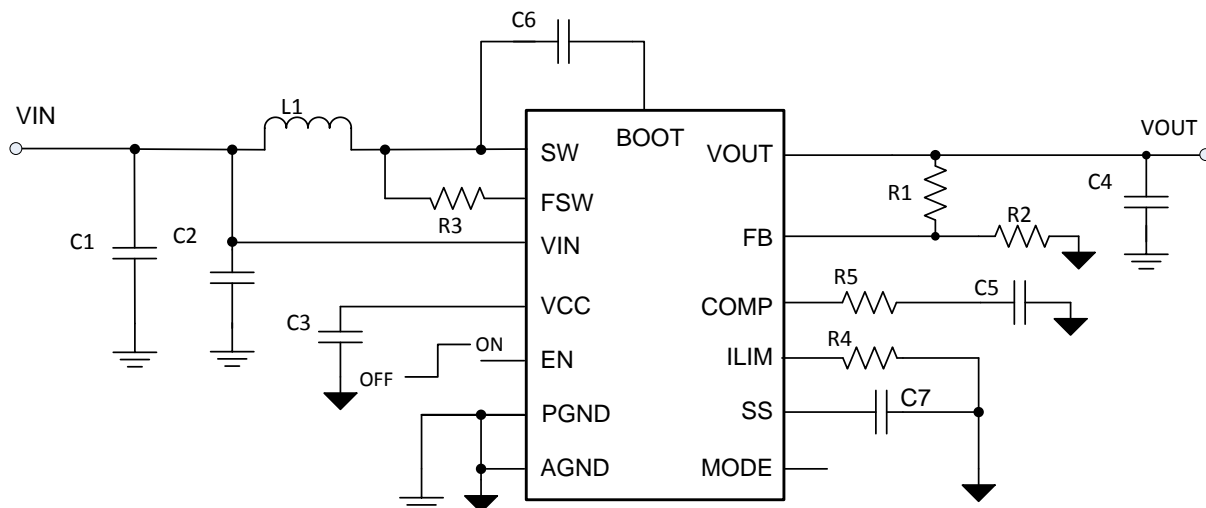 C6
VIN
L1
BOOT
VOUT
SW
VOUT
R1
C4
FSW
R3
R2
C1
C2
VIN
FB
VCC
R5
C5
C3
COMP
ON
EN
R4
ILIM
OFF
C7
PGND
SS
AGND
MODE